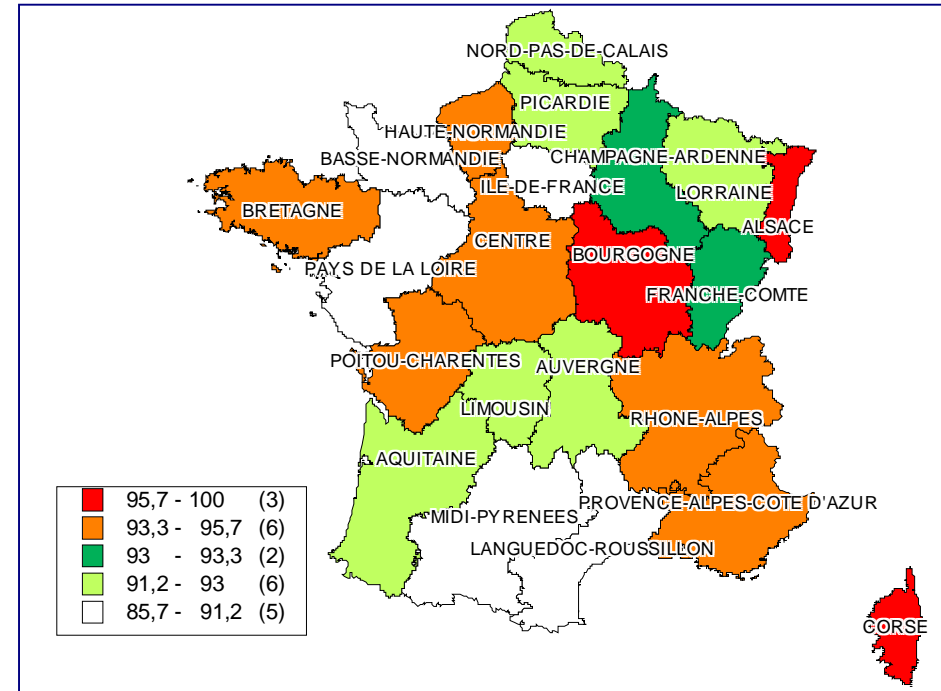 NORD-PAS-DE-CALAIS
PICARDIE
HAUTE-NORMANDIE
BASSE-NORMANDIE
CHAMPAGNE-ARDENNE
ILE-DE-FRANCE
LORRAINE
BRETAGNE
ALSACE
CENTRE
BOURGOGNE
PAYS DE LA LOIRE
FRANCHE-COMTE
POITOU-CHARENTES
AUVERGNE
LIMOUSIN
RHONE-ALPES
AQUITAINE
PROVENCE-ALPES-COTE D'AZUR
MIDI-PYRENEES
LANGUEDOC-ROUSSILLON
CORSE
95,7 - 100 (3)
93,3 - 95,7 (6)
93 - 93,3 (2)
91,2 - 93 (6)
85,7 - 91,2 (5)